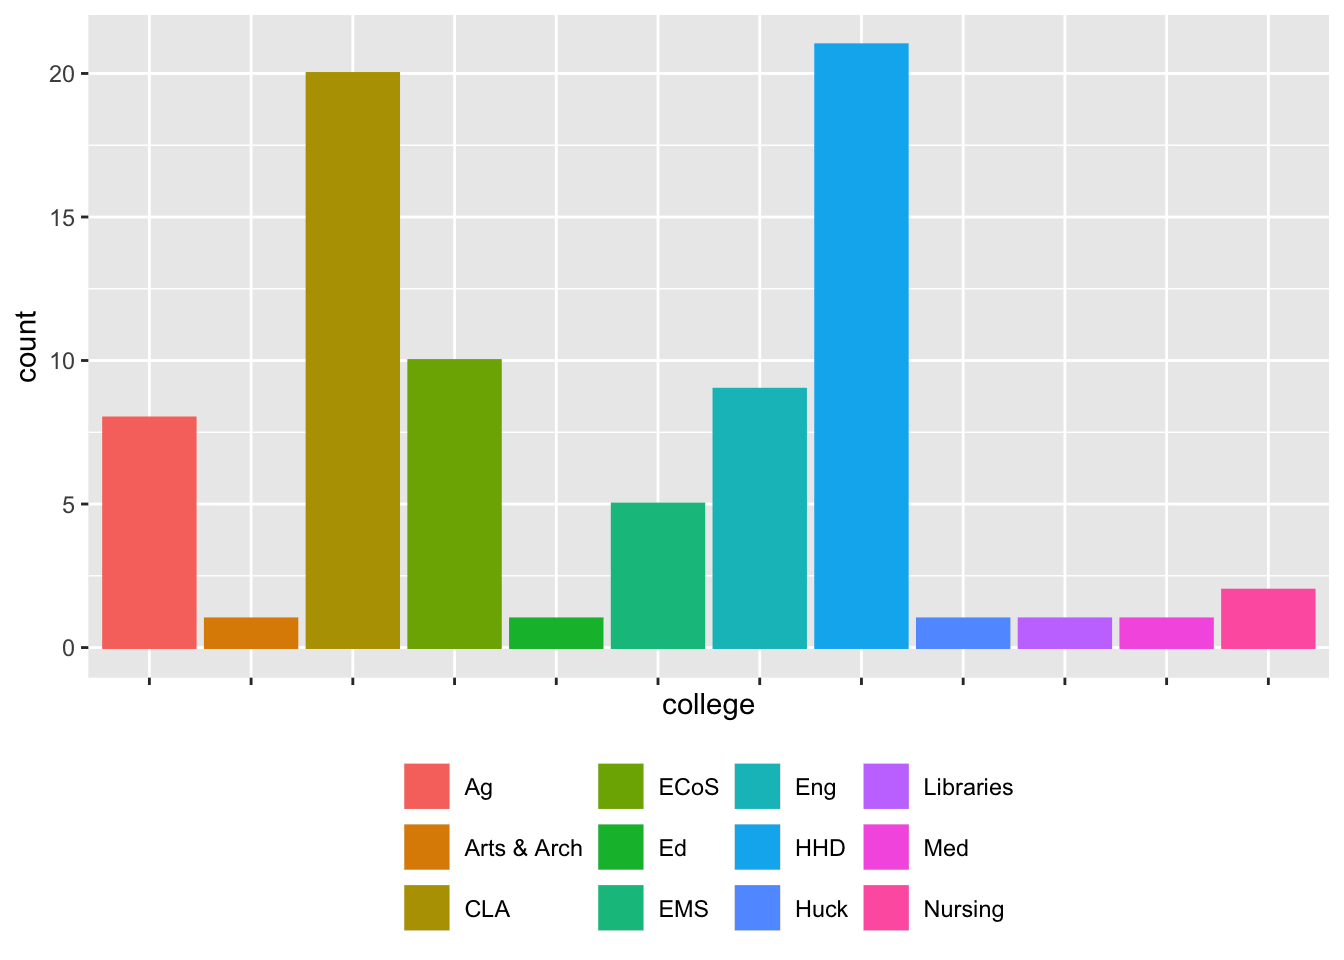 20
15
10
5
0
count
college
Ag
ECoS
Eng
Libraries
Arts & Arch
Ed
HHD
Med
CLA
EMS
Huck
Nursing